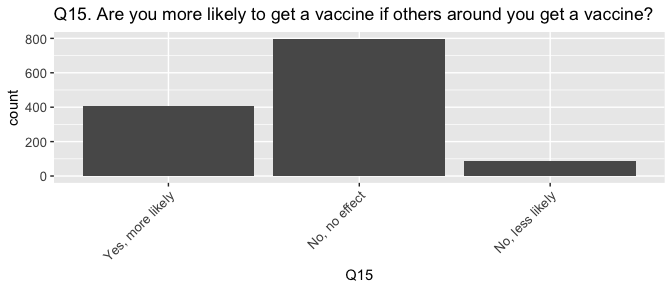 Q15. Are you more likely to get a vaccine if others around you get a vaccine?
count
800
600
400
200
0
Yes, more likely
No, no effect
No, less likely
Q15